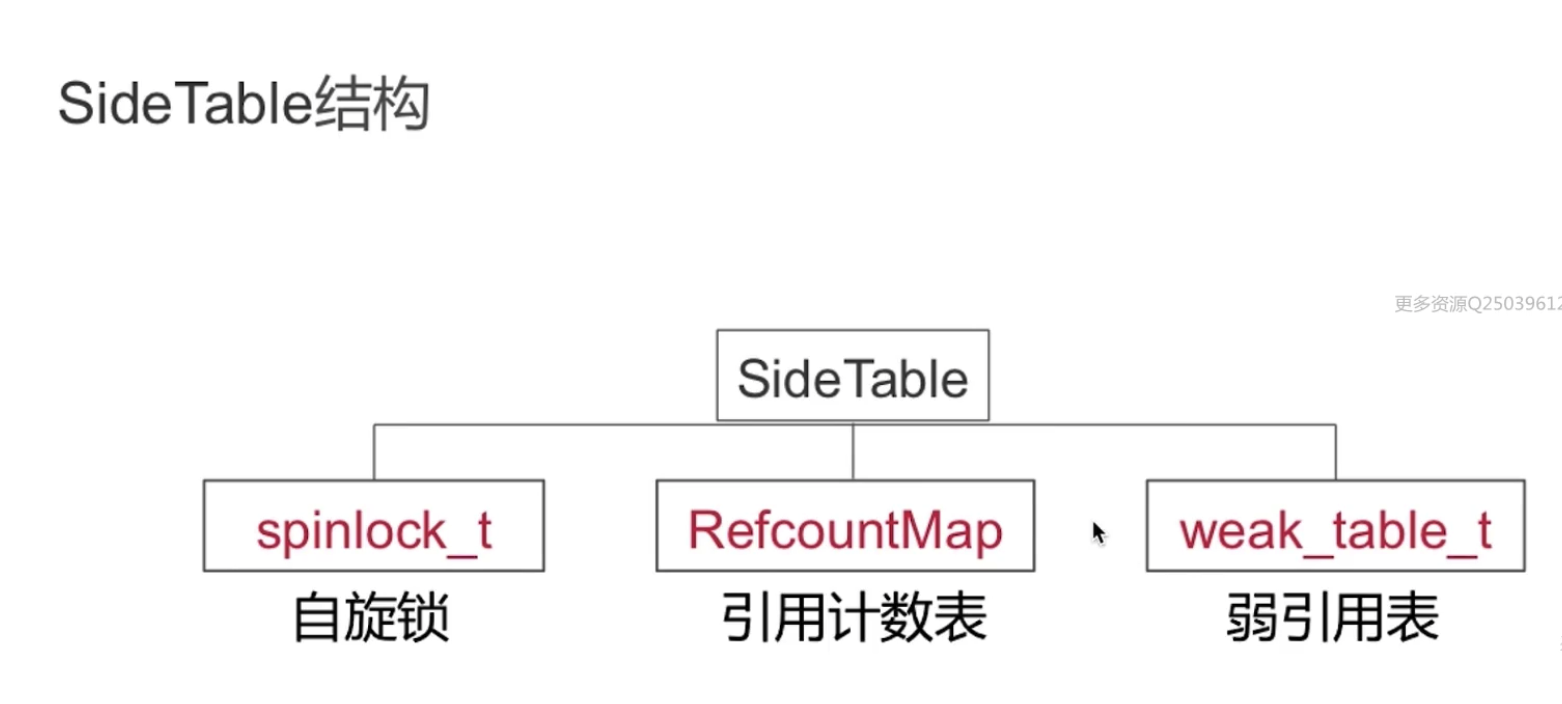 SideTable结构
更多资源Q25039612
SideTable
spinlock_t
RefcountMap
weak_table_t
自旋锁
引用计数表
弱引用表